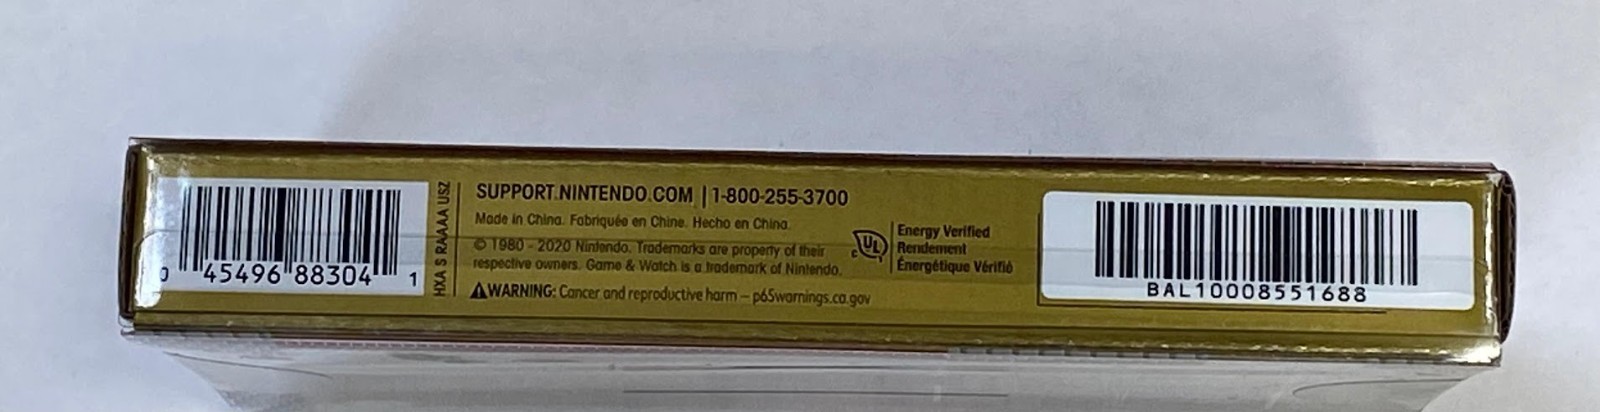 0 45496 88304 1
HXA S RAAAA USZ
SUPPORT.NINTENDO.COM | 1-800-255-3700
Made in China. Fabriquée en Chine. Hecho en China.
© 1980 - 2020 Nintendo. Trademarks are property of their
respective owners. Game & Watch is a trademark of Nintendo.
⚠WARNING: Cancer and reproductive harm – p65warnings.ca.gov
c UL
Energy Verified
Rendement
Énergétique Vérifié
BAL10008551688